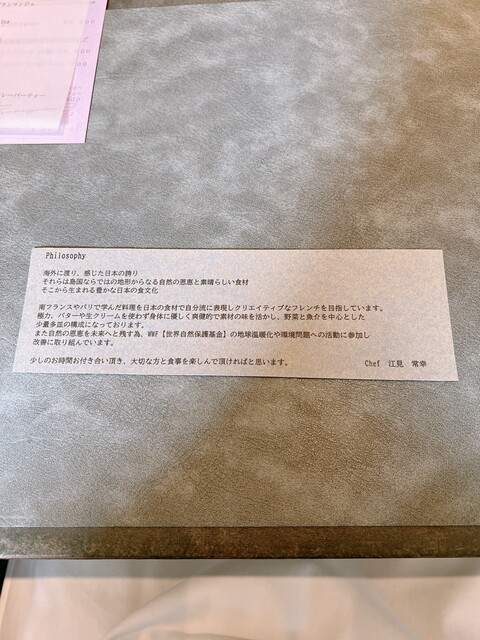 Philosophy
海外に渡り、感じた日本の誇り
それらは島国ならではの地形からなる自然の恩恵と素晴らしい食材
そこから生まれる豊かな日本の食文化
南フランスやパリで学んだ料理を日本の食材で自分流に表現しクリエイティブなフレンチを目指しています。
極力、バターや生クリームを使わず身体に優しく爽健的で素材の味を活かし、野菜と魚介を中心とした
少量多皿の構成になっております。
また自然の恩恵を未来へと残す為、WWF【世界自然保護基金】の地球温暖化や環境問題への活動に参加し
改善に取り組んでいます。
少しのお時間お付き合い頂き、大切な方と食事を楽しんで頂ければと思います。
Chef 江見 常幸